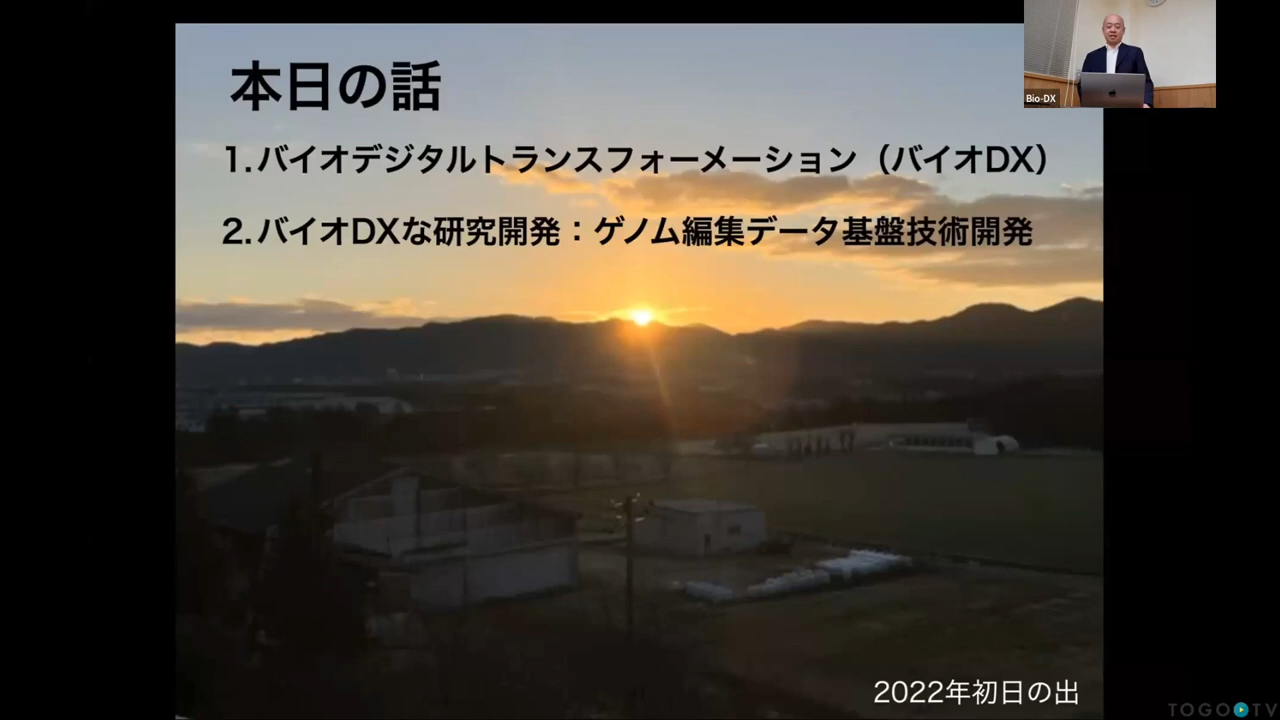 本日の話
1.バイオデジタルトランスフォーメーション（バイオDX）
2.バイオDXな研究開発：ゲノム編集データ基盤技術開発
2022年初日の出
Bio-DX
TOGO TV